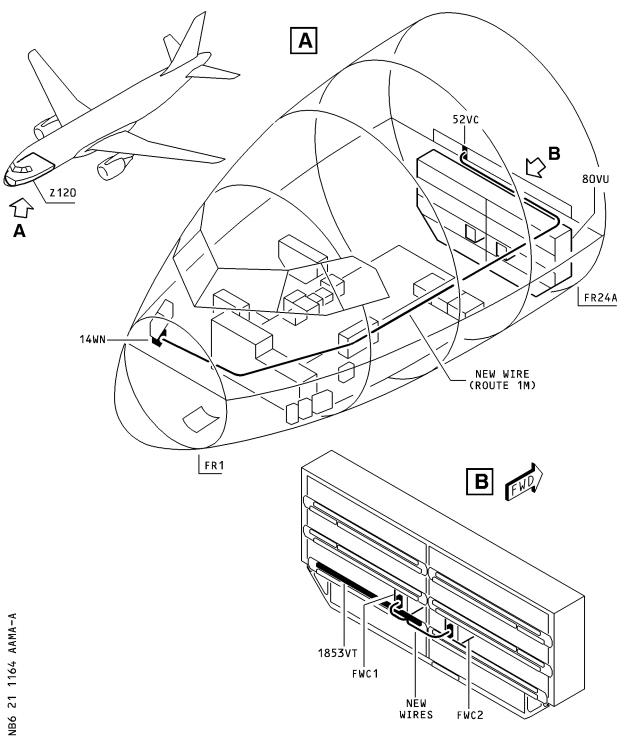 A
52VC
B
80VU
Z120
A
FR24A
14WN
NEW WIRE
(ROUTE 1M)
FR1
B
FWD
1853VT
FWC1
NEW
WIRES
FWC2
NB6 21 1164 AAMA-A